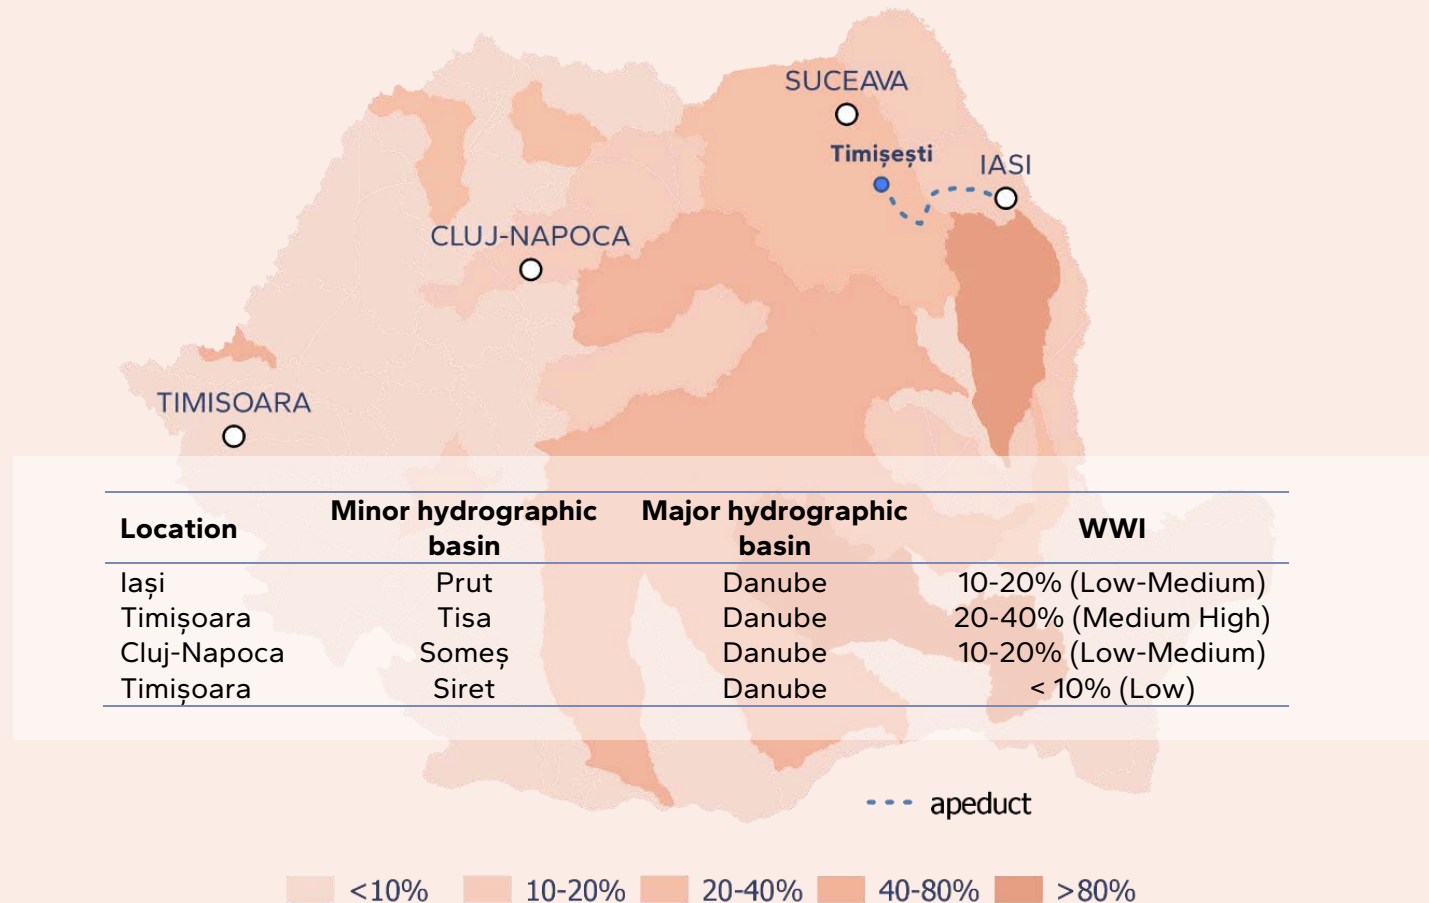 SUCEAVA
Timișești
IASI
CLUJ-NAPOCA
TIMISOARA
Location Minor hydrographic basin Major hydrographic basin WWI
Iași Prut Danube 10-20% (Low-Medium)
Timișoara Tisa Danube 20-40% (Medium High)
Cluj-Napoca Someș Danube 10-20% (Low-Medium)
Timișoara Siret Danube < 10% (Low)
apeduct
<10% 10-20% 20-40% 40-80% >80%